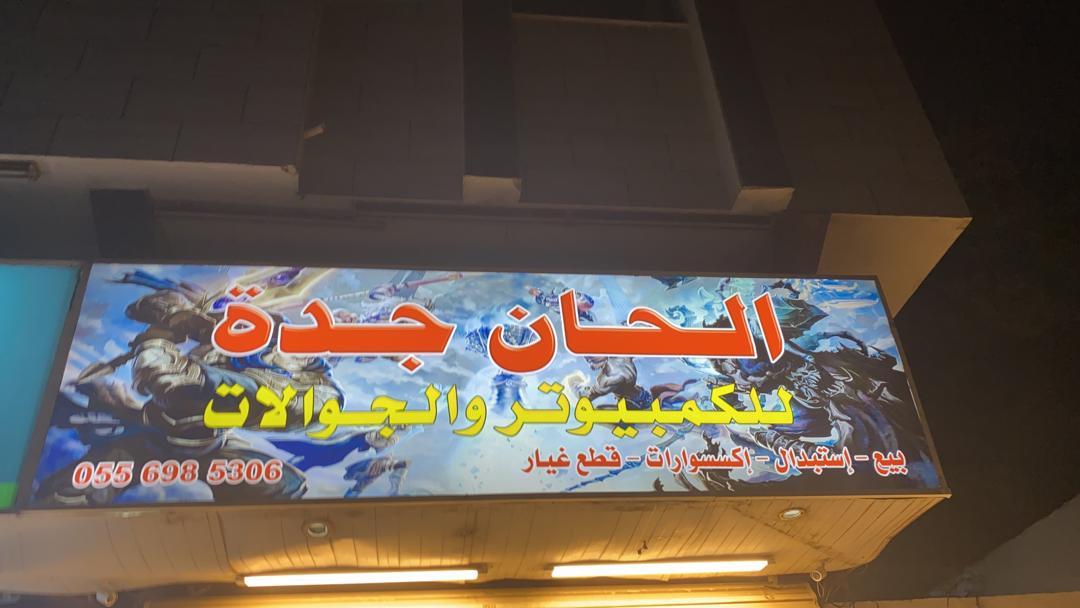 الحان جدة
للكمبيوتر والجوالات
بيع - إستبدال - إكسسوارات - قطع غيار
055 698 5306